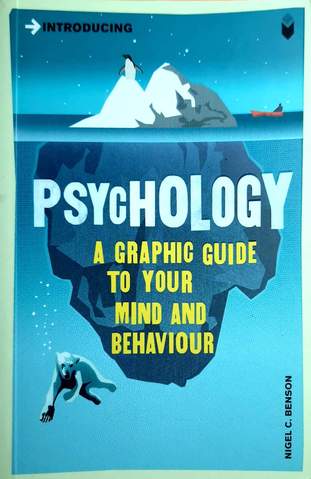 INTRODUCING
PSYCHOLOGY
A GRAPHIC GUIDE
TO YOUR
MIND AND
BEHAVIOUR
NIGEL C. BENSON